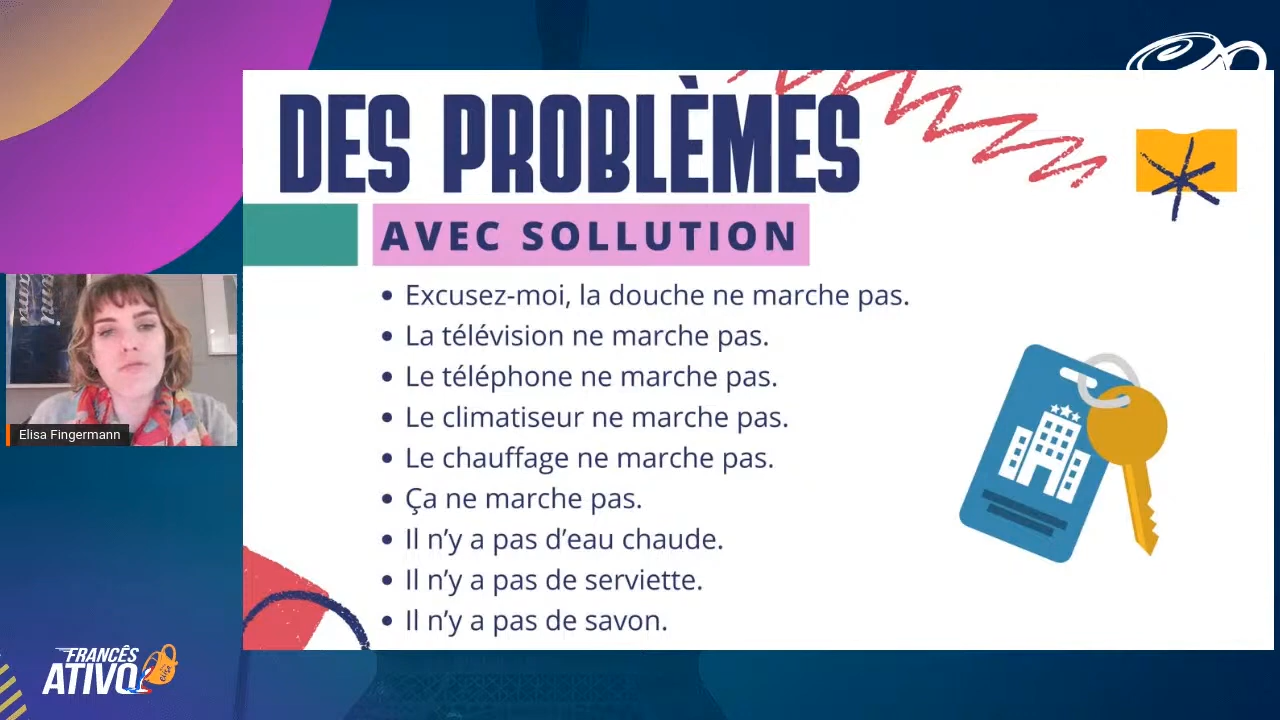 DES PROBLÈMES
AVEC SOLLUTION
• Excusez-moi, la douche ne marche pas.
• La télévision ne marche pas.
• Le téléphone ne marche pas.
• Le climatiseur ne marche pas.
• Le chauffage ne marche pas.
• Ça ne marche pas.
• Il n’y a pas d’eau chaude.
• Il n’y a pas de serviette.
• Il n’y a pas de savon.
Elisa Fingermann
FRANCÊS
ATIVO